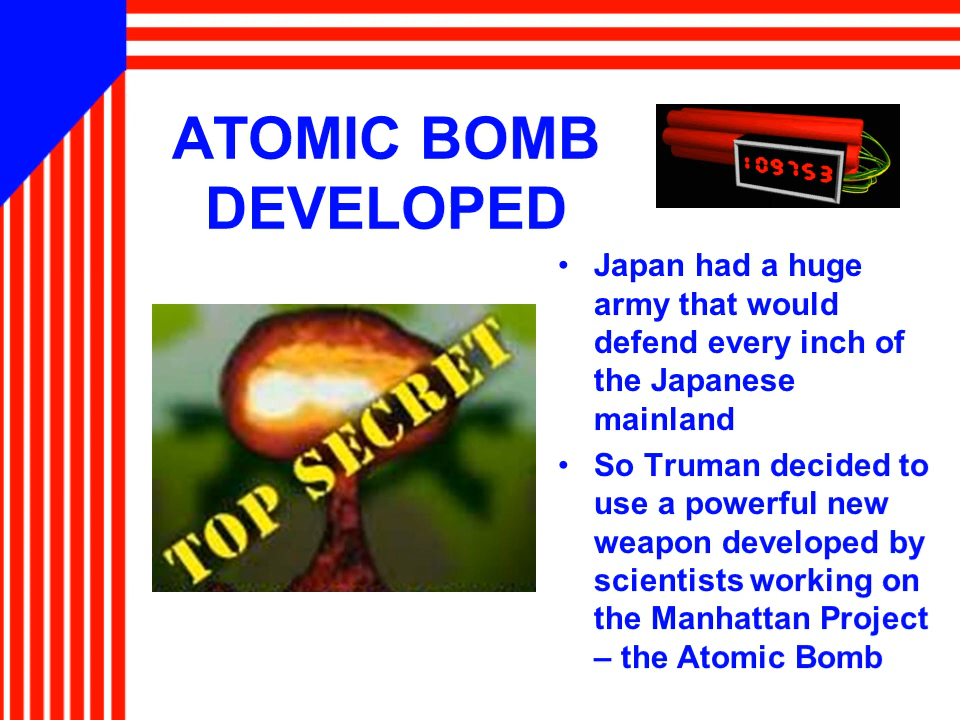 ATOMIC BOMB
DEVELOPED
109753
• Japan had a huge
army that would
defend every inch of
the Japanese
mainland
• So Truman decided to
use a powerful new
weapon developed by
scientists working on
the Manhattan Project
– the Atomic Bomb
TOP SECRET